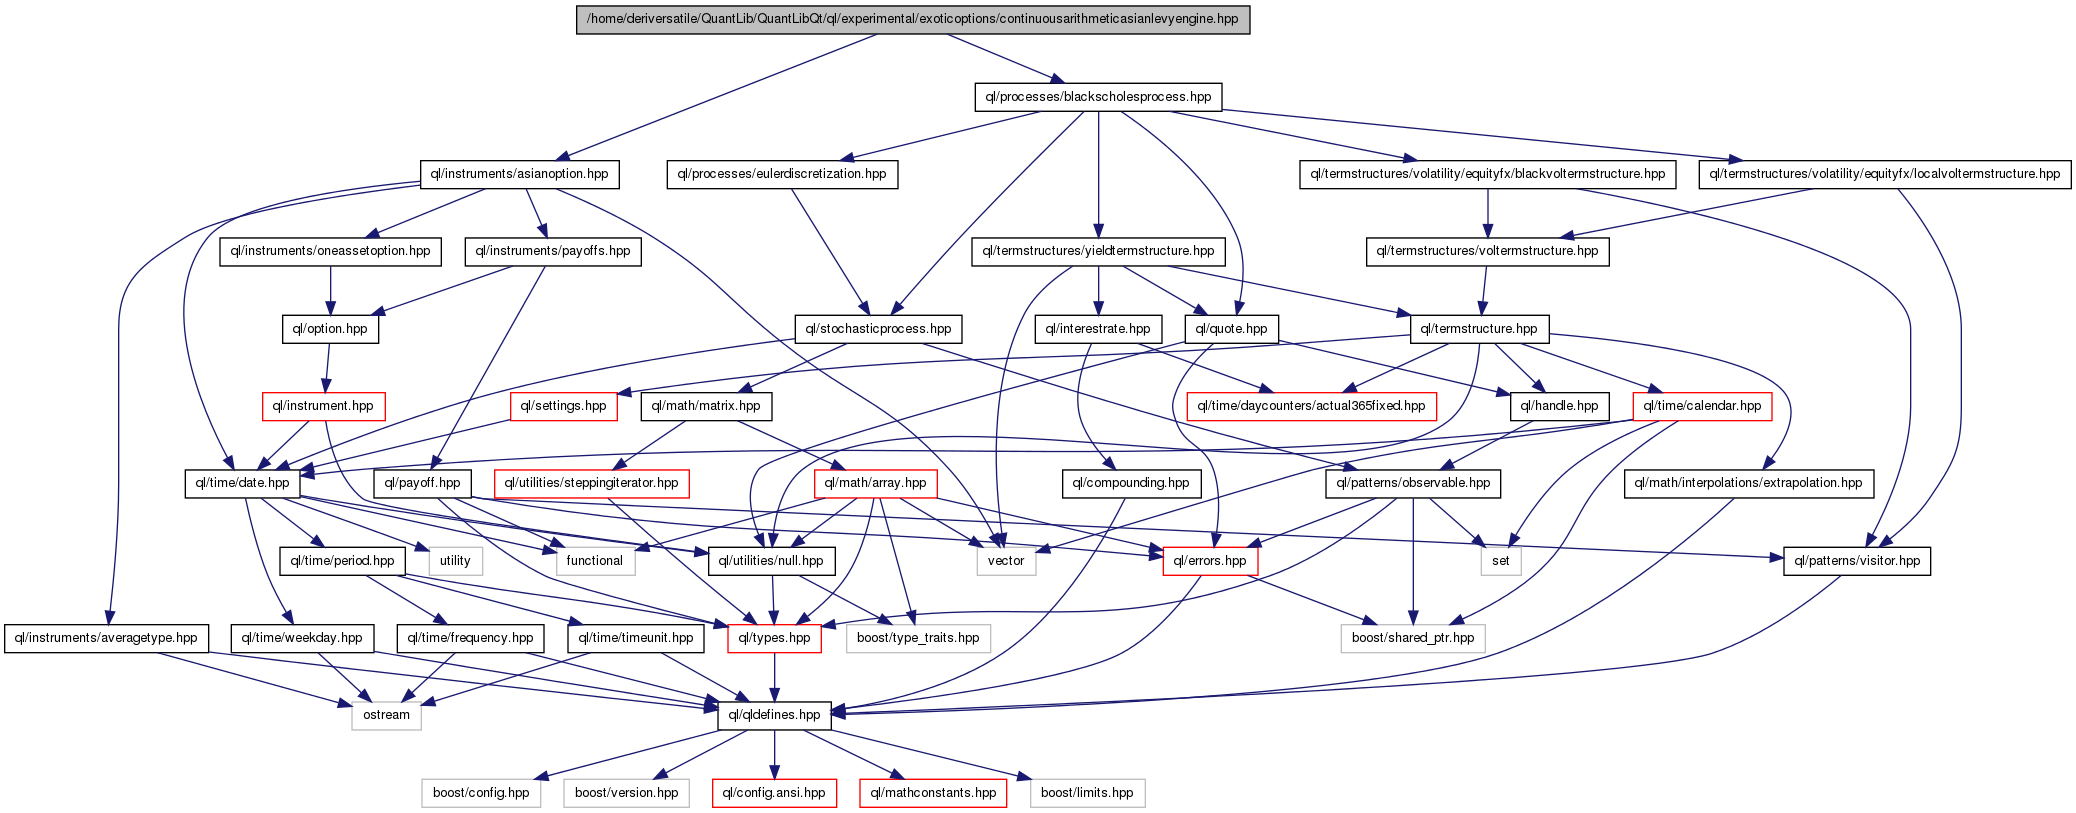 /home/deriversatile/QuantLib/QuantLibQt/ql/experimental/exoticoptions/continuousarithmeticasianlevyengine.hpp
ql/processes/blackscholesprocess.hpp
ql/instruments/asianoption.hpp
ql/processes/eulerdiscretization.hpp
ql/termstructures/volatility/equityfx/blackvoltermstructure.hpp
ql/termstructures/volatility/equityfx/localvoltermstructure.hpp
ql/instruments/oneassetoption.hpp
ql/instruments/payoffs.hpp
ql/termstructures/yieldtermstructure.hpp
ql/termstructures/voltermstructure.hpp
ql/option.hpp
ql/stochasticprocess.hpp
ql/interestrate.hpp
ql/quote.hpp
ql/termstructure.hpp
ql/instrument.hpp
ql/settings.hpp
ql/math/matrix.hpp
ql/time/daycounters/actual365fixed.hpp
ql/handle.hpp
ql/time/calendar.hpp
ql/time/date.hpp
ql/payoff.hpp
ql/utilities/steppingiterator.hpp
ql/math/array.hpp
ql/compounding.hpp
ql/patterns/observable.hpp
ql/math/interpolations/extrapolation.hpp
ql/time/period.hpp
utility
functional
ql/utilities/null.hpp
vector
ql/errors.hpp
set
ql/patterns/visitor.hpp
ql/instruments/averagetype.hpp
ql/time/weekday.hpp
ql/time/frequency.hpp
ql/time/timeunit.hpp
ql/types.hpp
boost/type_traits.hpp
boost/shared_ptr.hpp
ostream
ql/qldefines.hpp
boost/config.hpp
boost/version.hpp
ql/config.ansi.hpp
ql/mathconstants.hpp
boost/limits.hpp